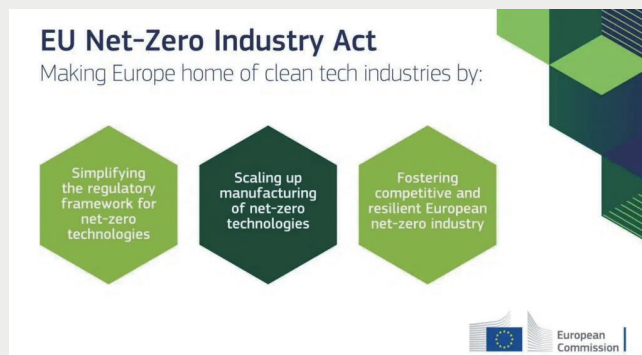 EU Net-Zero Industry Act
Making Europe home of clean tech industries by:
Simplifying
the regulatory
framework for
net-zero
technologies
Scaling up
manufacturing
of net-zero
technologies
Fostering
competitive and
resilient European
net-zero industry
European
Commission